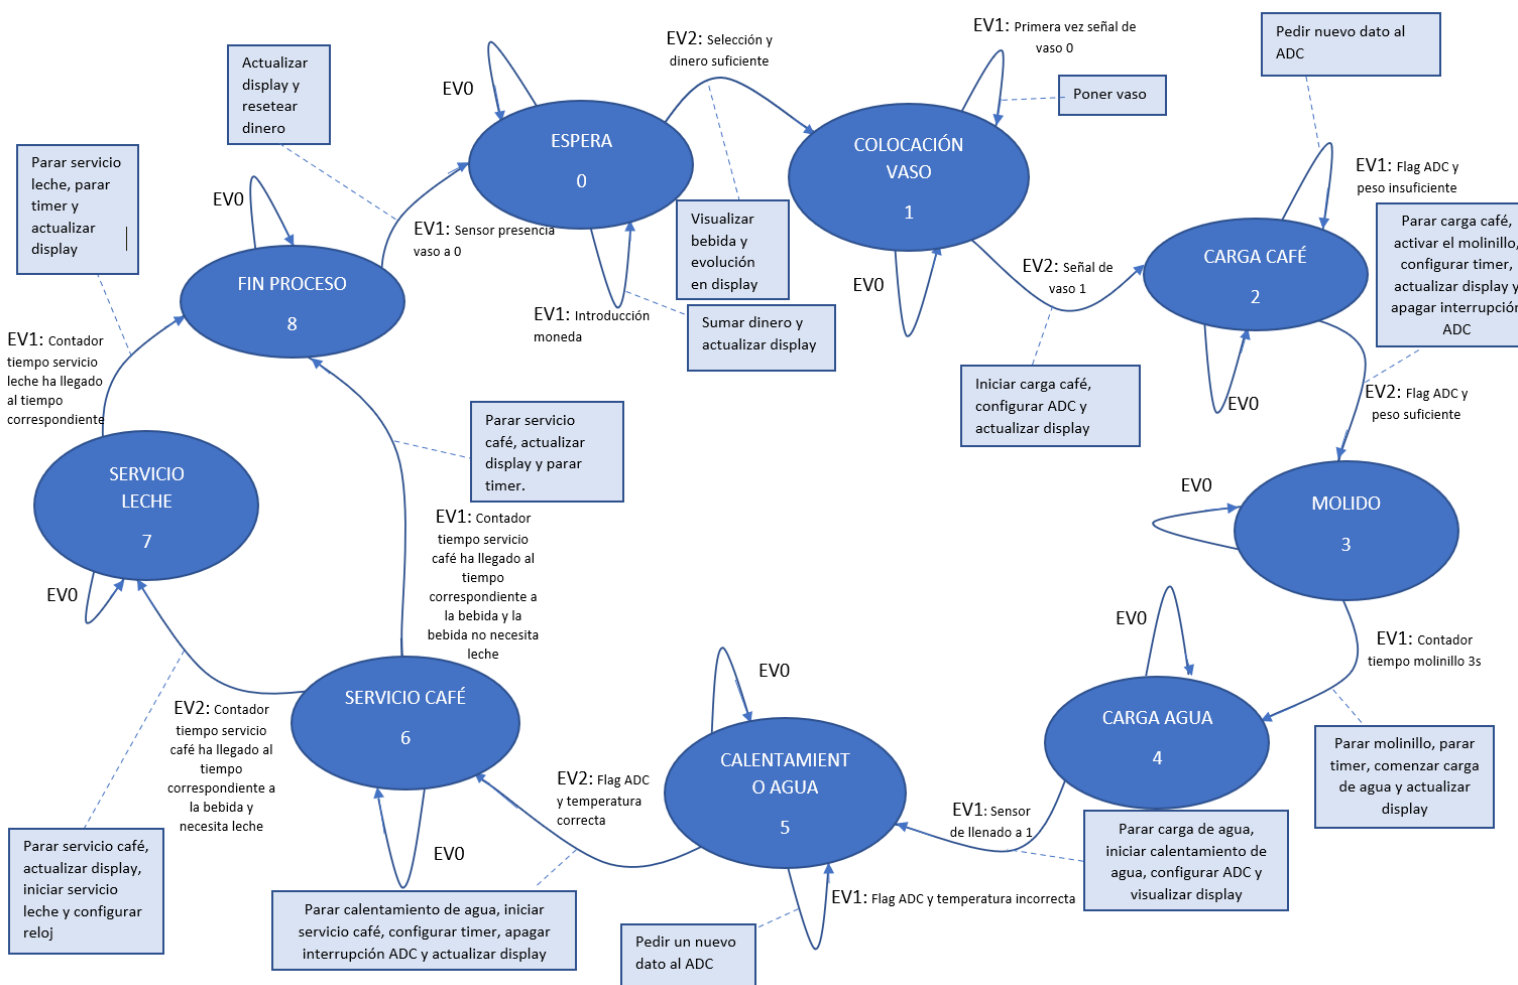 EV0
ESPERA
0
EV2: Selección y
dinero suficiente
EV1: Primera vez señal de
vaso 0
Poner vaso
Pedir nuevo dato al
ADC
Actualizar
display y
resetear
dinero
Parar servicio
leche, parar
timer y
actualizar
display
EV0
EV1: Sensor presencia
vaso a 0
FIN PROCESO
8
Visualizar
bebida y
evolución
en display
COLOCACIÓN
VASO
1
EV0
EV1: Flag ADC y
peso insuficiente
Parar carga café,
activar el molinillo,
configurar timer,
actualizar display y
apagar interrupción
ADC
CARGA CAFÉ
2
EV2: Señal de
vaso 1
EV1: Introducción
moneda
Sumar dinero y
actualizar display
EV1: Contador
tiempo servicio
leche ha llegado
al tiempo
correspondiente
Iniciar carga café,
configurar ADC y
actualizar display
EV0
EV2: Flag ADC y
peso suficiente
Parar servicio
café, actualizar
display y parar
timer.
SERVICIO
LECHE
7
EV0
EV1: Contador
tiempo servicio
café ha llegado al
tiempo
correspondiente a
la bebida y la
bebida no necesita
leche
EV0
MOLIDO
3
EV0
EV1: Contador
tiempo molinillo 3s
CARGA AGUA
4
Parar molinillo, parar
timer, comenzar carga
de agua y actualizar
display
EV0
CALENTAMIENT
O AGUA
5
EV1: Sensor
de llenado a 1
Parar carga de agua,
iniciar calentamiento de
agua, configurar ADC y
visualizar display
EV1: Flag ADC y temperatura incorrecta
Pedir un nuevo
dato al ADC
EV2: Flag ADC
y temperatura
correcta
SERVICIO CAFÉ
6
EV0
Parar calentamiento de agua, iniciar
servicio café, configurar timer, apagar
interrupción ADC y actualizar display
EV2: Contador
tiempo servicio
café ha llegado al
tiempo
correspondiente a
la bebida y
necesita leche
Parar servicio café,
actualizar display,
iniciar servicio
leche y configurar
reloj